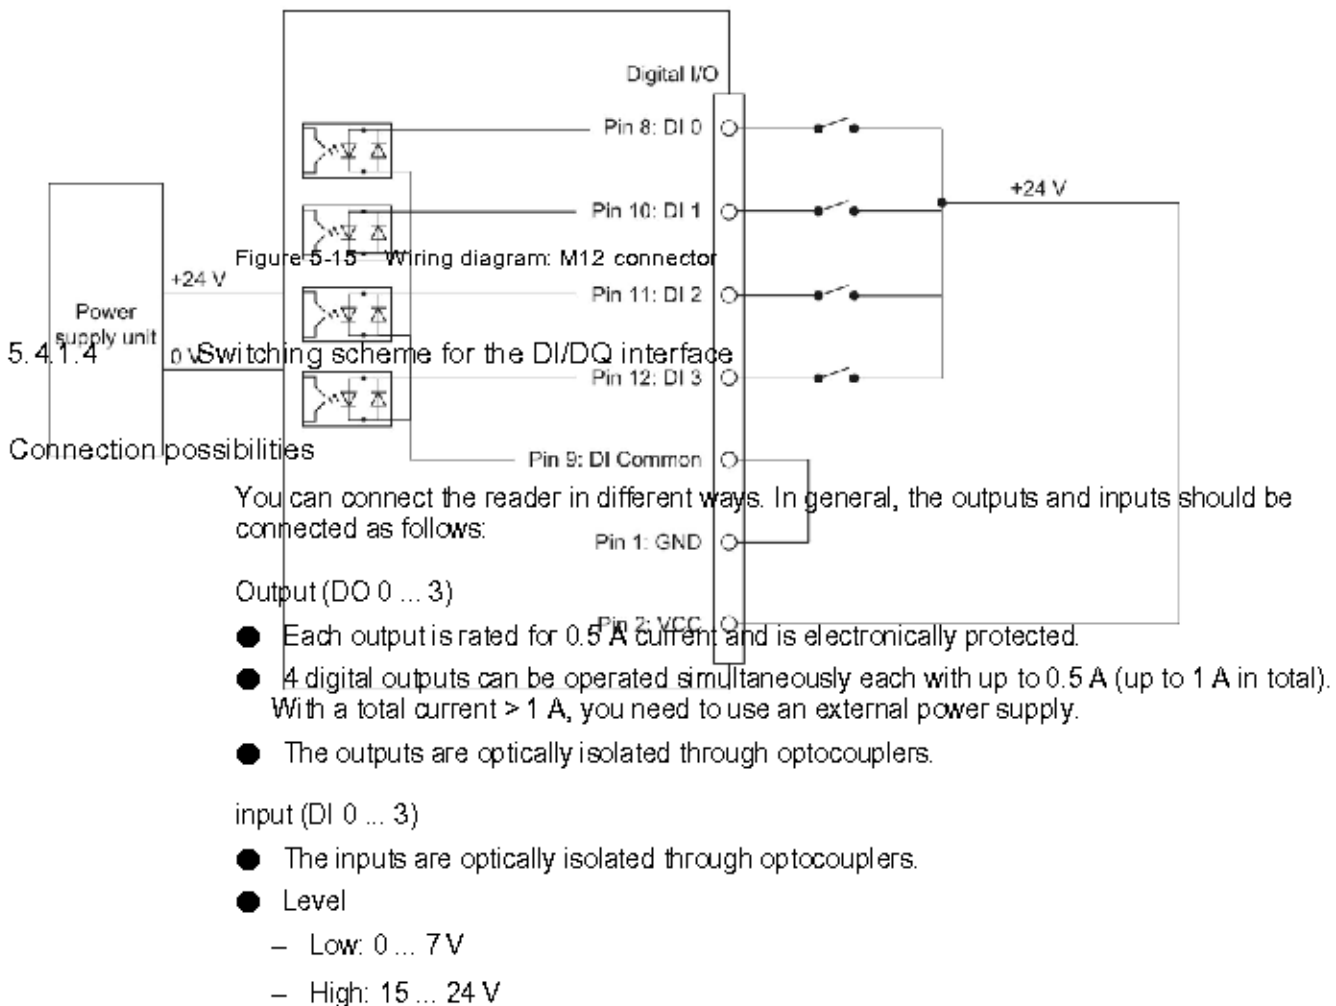 Digital I/O
Pin 8: DI 0
+24 V
Pin 10: DI 1
Figure 5-15 Wiring diagram: M12 connector
+24 V
Pin 11: DI 2
Power
supply unit
0 V
5.4.1.4 Switching scheme for the DI/DQ interface
Pin 12: DI 3
Connection possibilities
Pin 9: DI Common
You can connect the reader in different ways. In general, the outputs and inputs should be
connected as follows:
Pin 1: GND
Output (DO 0 ... 3)
Pin 2: VCC
● Each output is rated for 0.5 A current and is electronically protected.
● 4 digital outputs can be operated simultaneously each with up to 0.5 A (up to 1 A in total).
With a total current > 1 A, you need to use an external power supply.
● The outputs are optically isolated through optocouplers.
input (DI 0 ... 3)
● The inputs are optically isolated through optocouplers.
● Level
– Low: 0 ... 7 V
– High: 15 ... 24 V